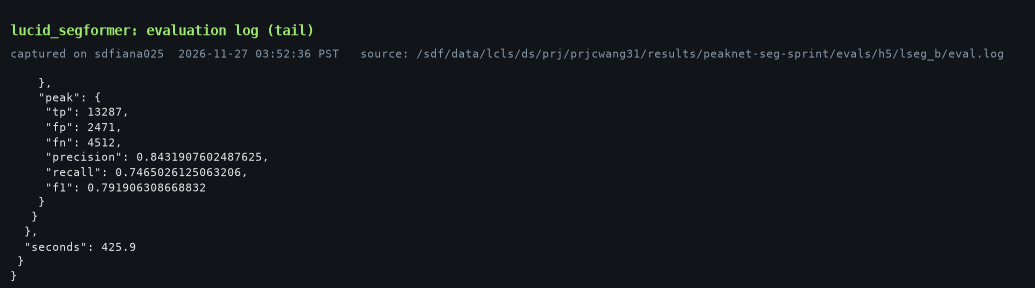 lucid_segformer: evaluation log (tail)
captured on sdfiana025  2026-11-27 03:52:36 PST   source: /sdf/data/lcls/ds/prj/prjcwang31/results/peaknet-seg-sprint/evals/h5/lseg_b/eval.log
    },
    "peak": {
     "tp": 13287,
     "fp": 2471,
     "fn": 4512,
     "precision": 0.8431907602487625,
     "recall": 0.7465026125063206,
     "f1": 0.791906308668832
    }
   }
  },
  "seconds": 425.9
 }
}